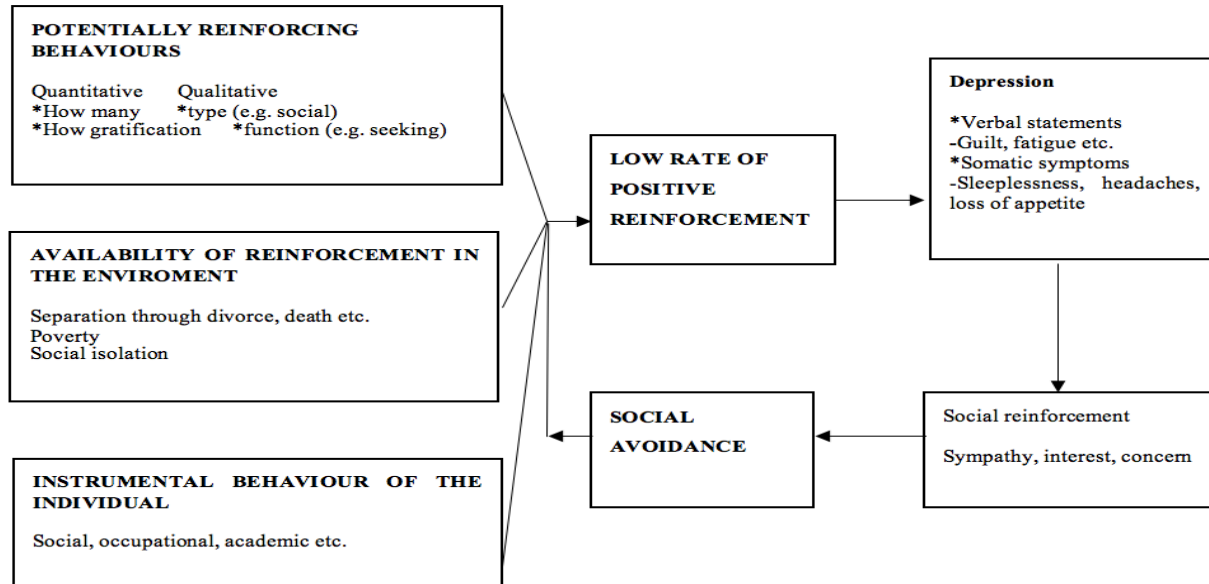 POTENTIALLY REINFORCING
BEHAVIOURS
Quantitative Qualitative
*How many *type (e.g. social)
*How gratification *function (e.g. seeking)
AVAILABILITY OF REINFORCEMENT IN
THE ENVIROMENT
Separation through divorce, death etc.
Poverty
Social isolation
INSTRUMENTAL BEHAVIOUR OF THE
INDIVIDUAL
Social, occupational, academic etc.
LOW RATE OF
POSITIVE
REINFORCEMENT
Depression
*Verbal statements
-Guilt, fatigue etc.
*Somatic symptoms
-Sleeplessness, headaches,
loss of appetite
Social reinforcement
Sympathy, interest, concern
SOCIAL
AVOIDANCE